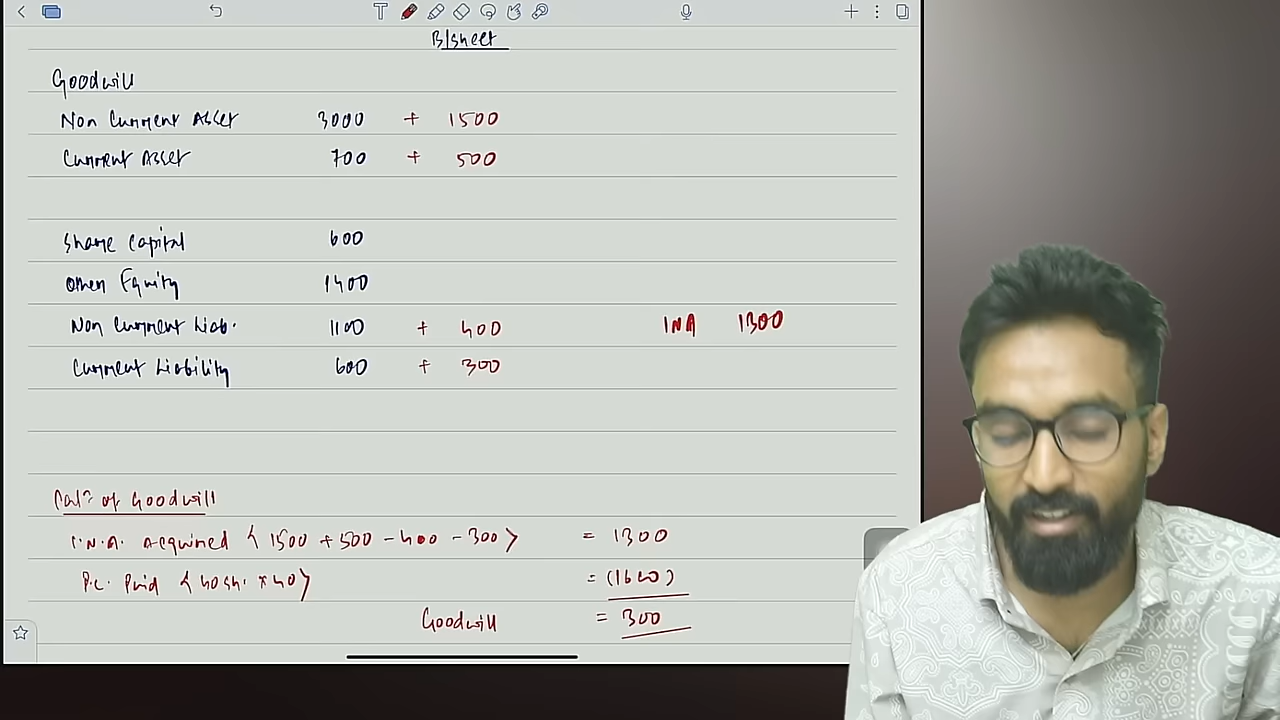 B/sheet
Goodwill
Non Current Asset 3000 + 1500
Current Asset 700 + 500
Share Capital 600
Other Equity 1400
Non Current Liab. 1100 + 400 INA 1300
Current Liability 600 + 300
Calⁿ of Goodwill
I.N.A. Acquired { 1500 + 500 - 400 - 300 } = 1300
P.C. Paid { 40 sh. x 40 } = (1600)
Goodwill = 300